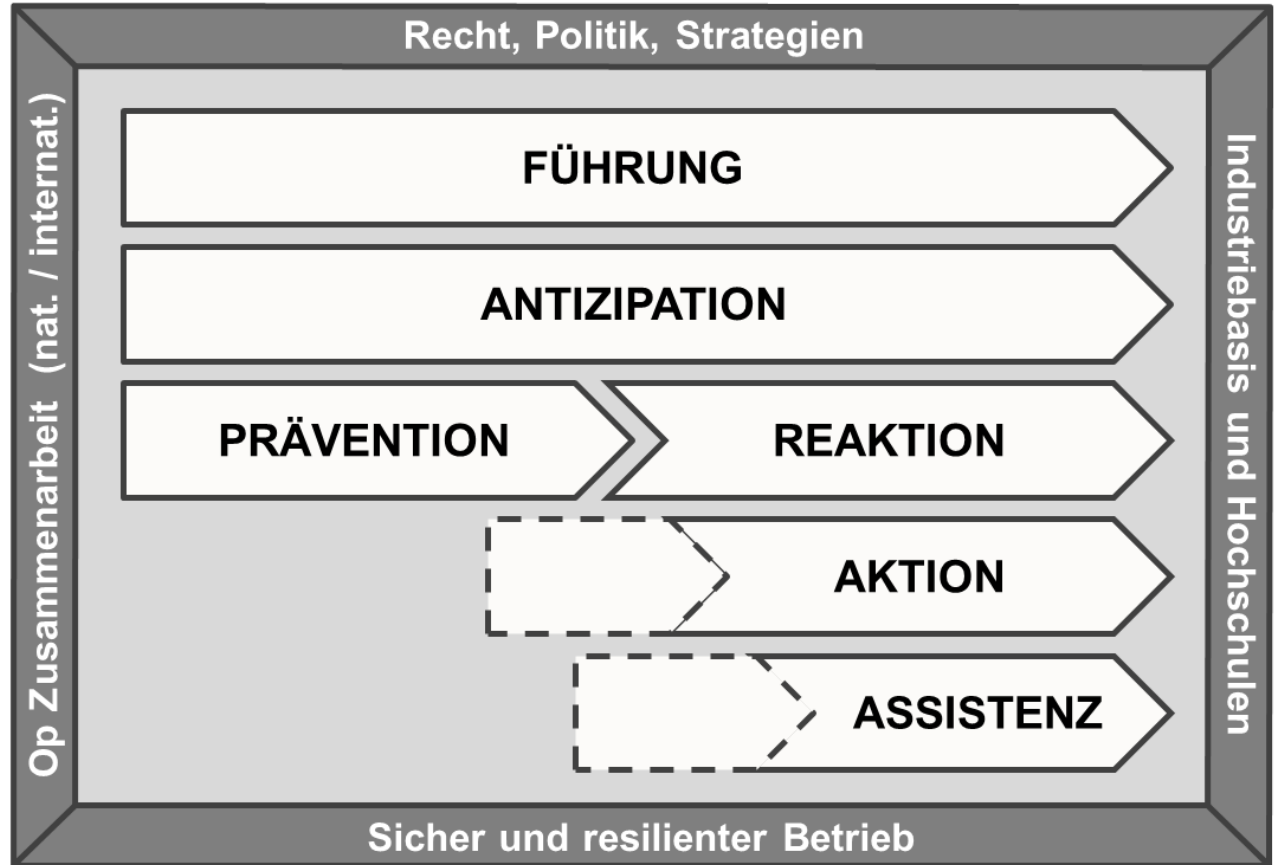 Recht, Politik, Strategien
Op Zusammenarbeit (nat. / internat.)
FÜHRUNG
ANTIZIPATION
PRÄVENTION
REAKTION
AKTION
ASSISTENZ
Industriebasis und Hochschulen
Sicher und resilienter Betrieb